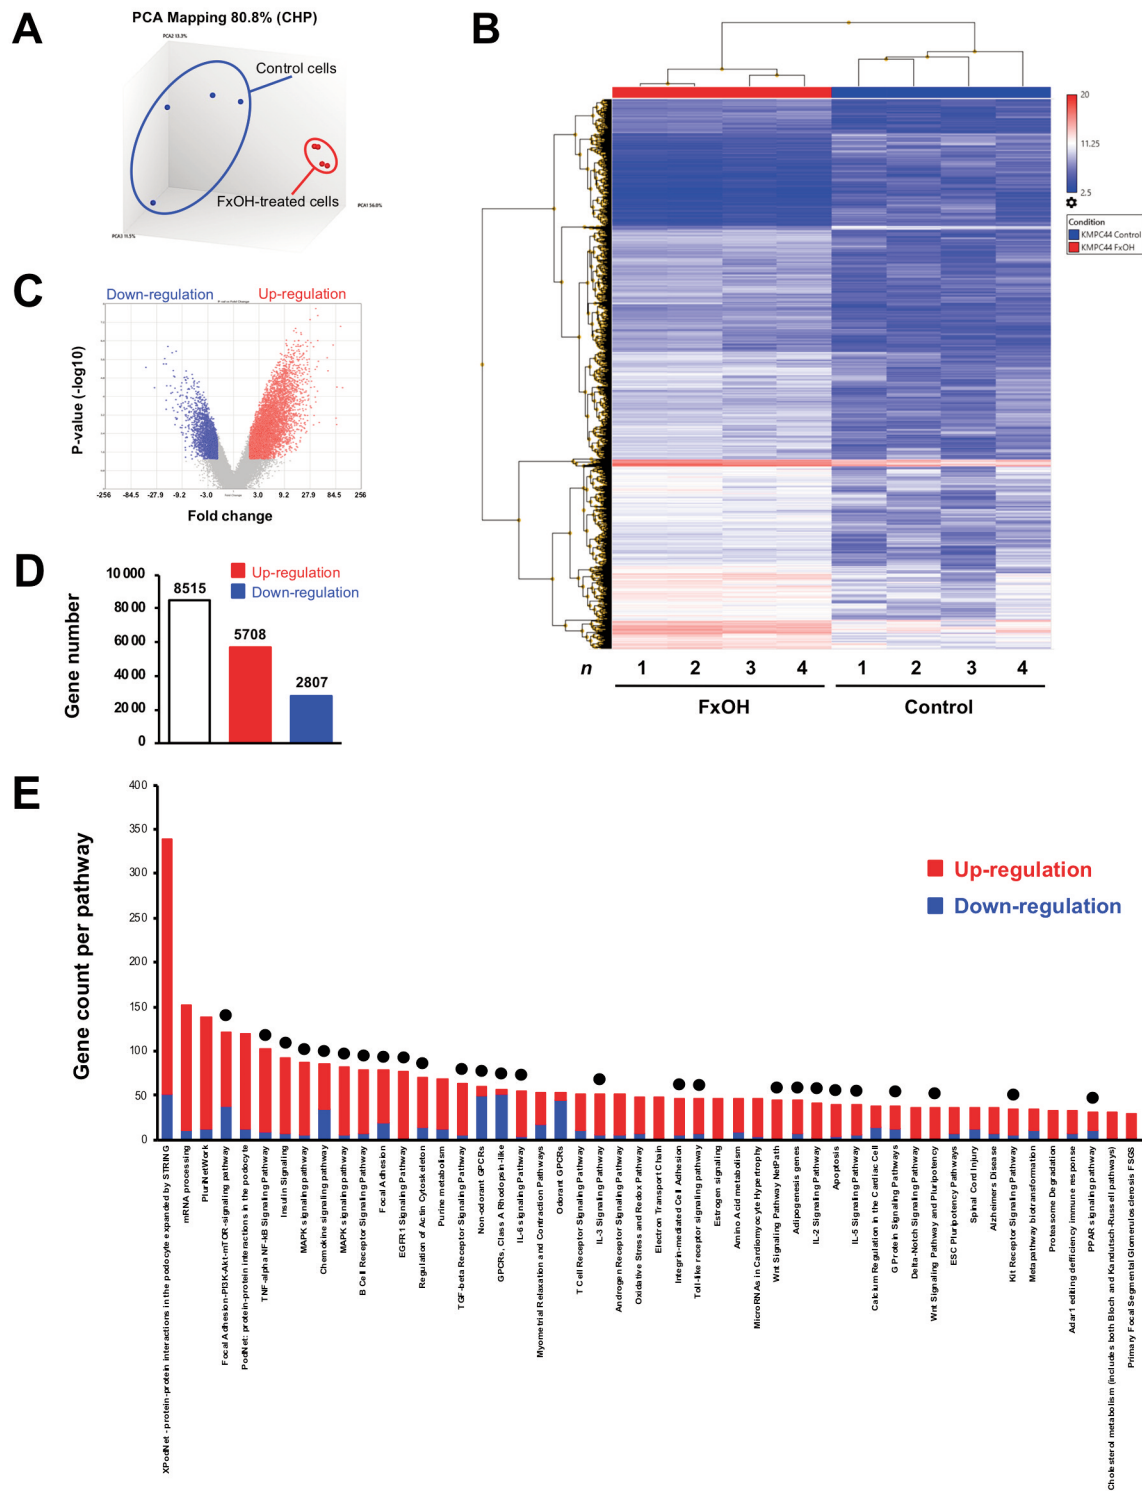 A
PCA Mapping 80.8% (CHP)
PCA2 13.3%
Control cells
FxOH-treated cells
PCA1 56.0%
PCA3 11.5%
B
20
11.25
2.5
Condition
KMPC44 Control
KMPC44 FxOH
n 1 2 3 4 1 2 3 4
FxOH Control
C
Down-regulation Up-regulation
P-value (-log10)
-256 -84.5 -27.9 -9.2 -3.0 3.0 9.2 27.9 84.5 256
Fold Change
Fold change
D
Up-regulation
Down-regulation
Gene number
10 000
80 00
60 00
40 00
20 00
0
8515
5708
2807
E
Gene count per pathway
400
350
300
250
200
150
100
50
0
Up-regulation
Down-regulation
XPodNet - protein-protein interactions in the podocyte expanded by STRING
mRNA processing
PluriNetWork
Focal Adhesion-PI3K-Akt-mTOR-signaling pathway
PodNet: protein-protein interactions in the podocyte
TNF-alpha NF-kB Signaling Pathway
Insulin Signaling
MAPK signaling pathway
Chemokine signaling pathway
MAPK signaling pathway
B Cell Receptor Signaling Pathway
Focal Adhesion
EGFR1 Signaling Pathway
Regulation of Actin Cytoskeleton
Purine metabolism
TGF-beta Receptor Signaling Pathway
Non-odorant GPCRs
GPCRs, Class A Rhodopsin-like
IL-6 signaling Pathway
Myometrial Relaxation and Contraction Pathways
Odorant GPCRs
T Cell Receptor Signaling Pathway
IL-3 Signaling Pathway
Androgen Receptor Signaling Pathway
Oxidative Stress and Redox Pathway
Electron Transport Chain
Integrin-mediated Cell Adhesion
Toll-like receptor signaling pathway
Estrogen signaling
Amino Acid metabolism
MicroRNAs in Cardiomyocyte Hypertrophy
Wnt Signaling Pathway NetPath
Adipogenesis genes
IL-2 Signaling Pathway
Apoptosis
IL-5 Signaling Pathway
Calcium Regulation in the Cardiac Cell
G Protein Signaling Pathways
Delta-Notch Signaling Pathway
Wnt Signaling Pathway and Pluripotency
ESC Pluripotency Pathways
Spinal Cord Injury
Alzheimers Disease
Kit Receptor Signaling Pathway
Metapathway biotransformation
Proteasome Degradation
Adar1 editing deficiency immune response
PPAR signaling pathway
Cholesterol metabolism (includes both Bloch and Kandutsch-Russell pathways)
Primary Focal Segmental Glomerulosclerosis FSGS